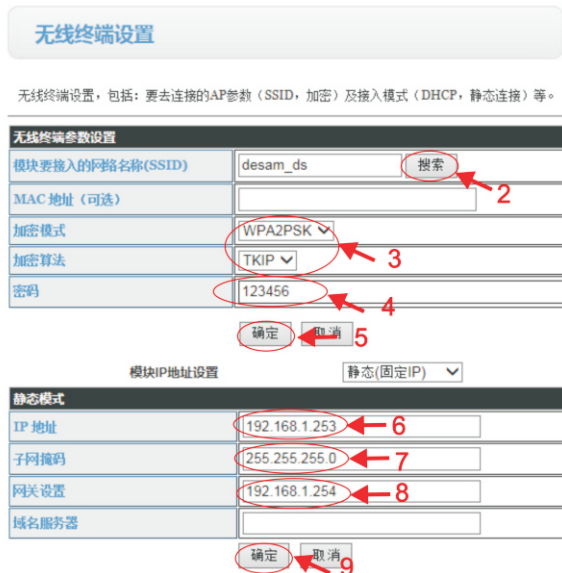 无线终端设置
无线终端设置，包括：要去连接的AP参数（SSID，加密）及接入模式（DHCP，静态连接）等。
无线终端参数设置
模块要接入的网络名称(SSID) desam_ds 搜索
2
MAC 地址（可选）
加密模式 WPA2PSK
3
加密算法 TKIP
密码 123456
4
确定 取消 5
模块IP地址设置 静态(固定IP)
静态模式
IP 地址 192.168.1.253 6
子网掩码 255.255.255.0 7
网关设置 192.168.1.254 8
域名服务器
确定 取消
9